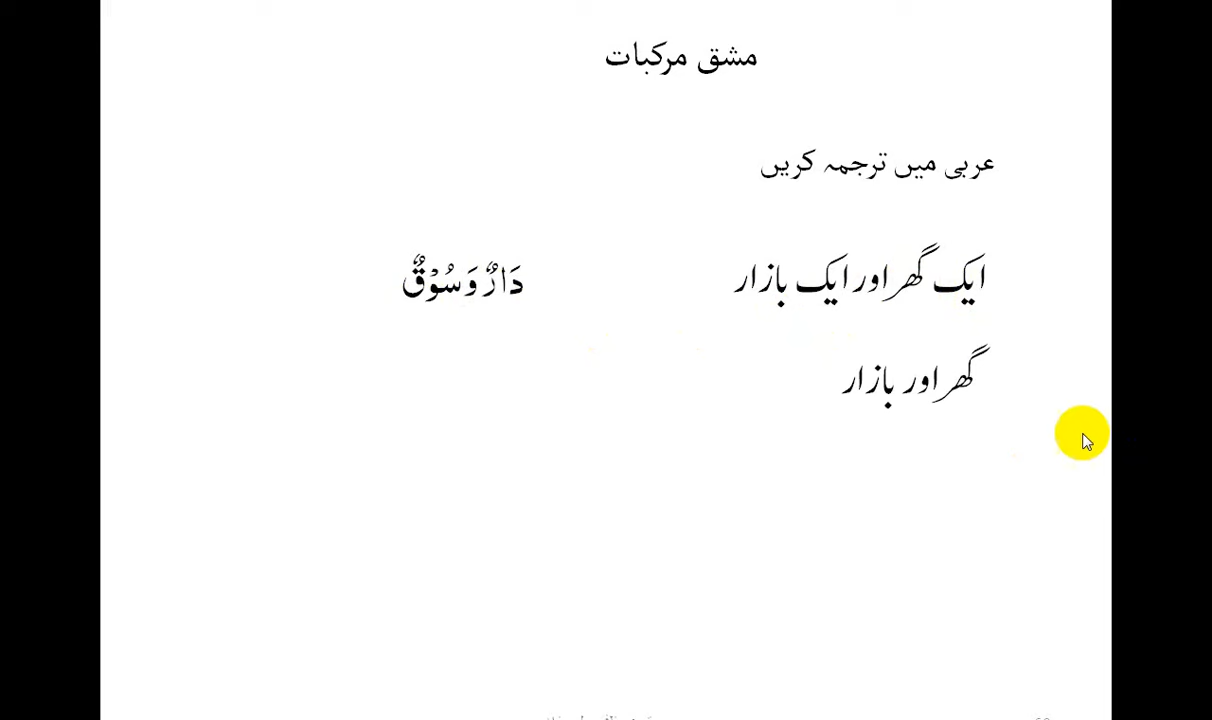 مشق مرکبات
عربی میں ترجمہ کریں
ایک گھر اور ایک بازار دَارٌ وَسُوْقٌ
گھر اور بازار